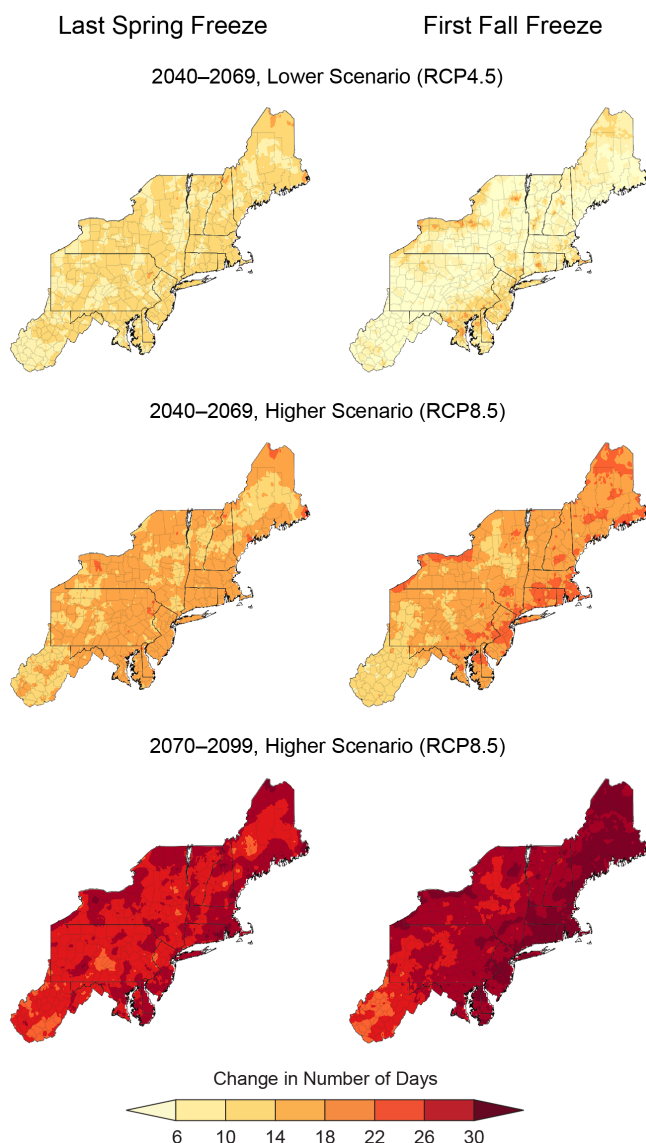 Last Spring Freeze First Fall Freeze
2040–2069, Lower Scenario (RCP4.5)
2040–2069, Higher Scenario (RCP8.5)
2070–2099, Higher Scenario (RCP8.5)
Change in Number of Days
6 10 14 18 22 26 30